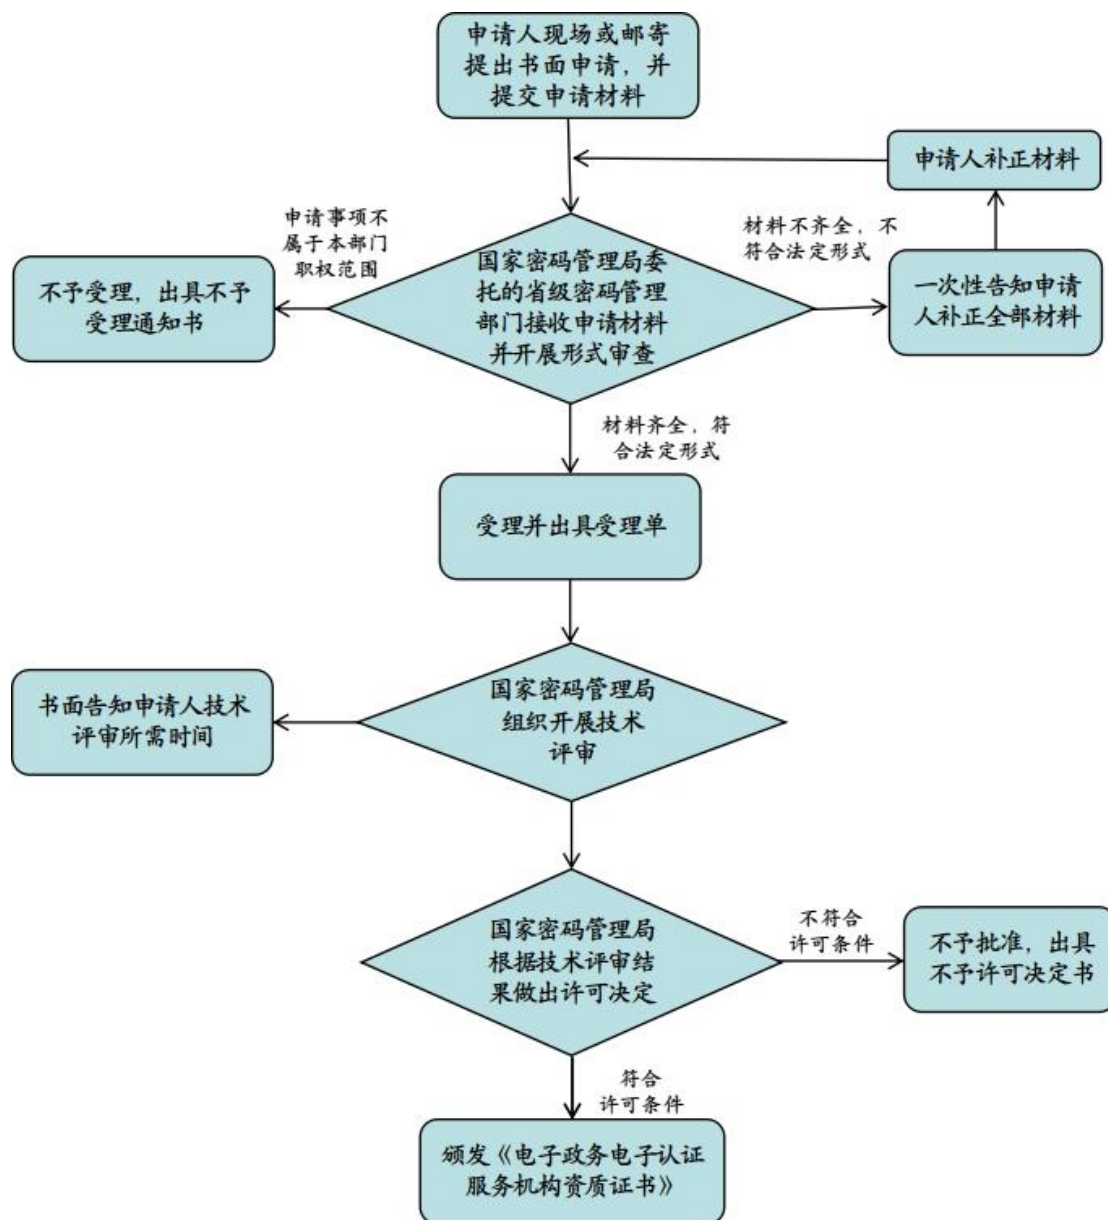 申请人现场或邮寄
提出书面申请，并
提交申请材料
申请人补正材料
申请事项不
属于本部门
职权范围
材料不齐全，不
符合法定形式
不予受理，出具不予
受理通知书
国家密码管理局委
托的省级密码管理
部门接收申请材料
并开展形式审查
一次性告知申请
人补正全部材料
材料齐全，符
合法定形式
受理并出具受理单
书面告知申请人技术
评审所需时间
国家密码管理局
组织开展技术
评审
国家密码管理局
根据技术评审结
果做出许可决定
不符合
许可条件
不予批准，出具
不予许可决定书
符合
许可条件
颁发《电子政务电子认证
服务机构资质证书》